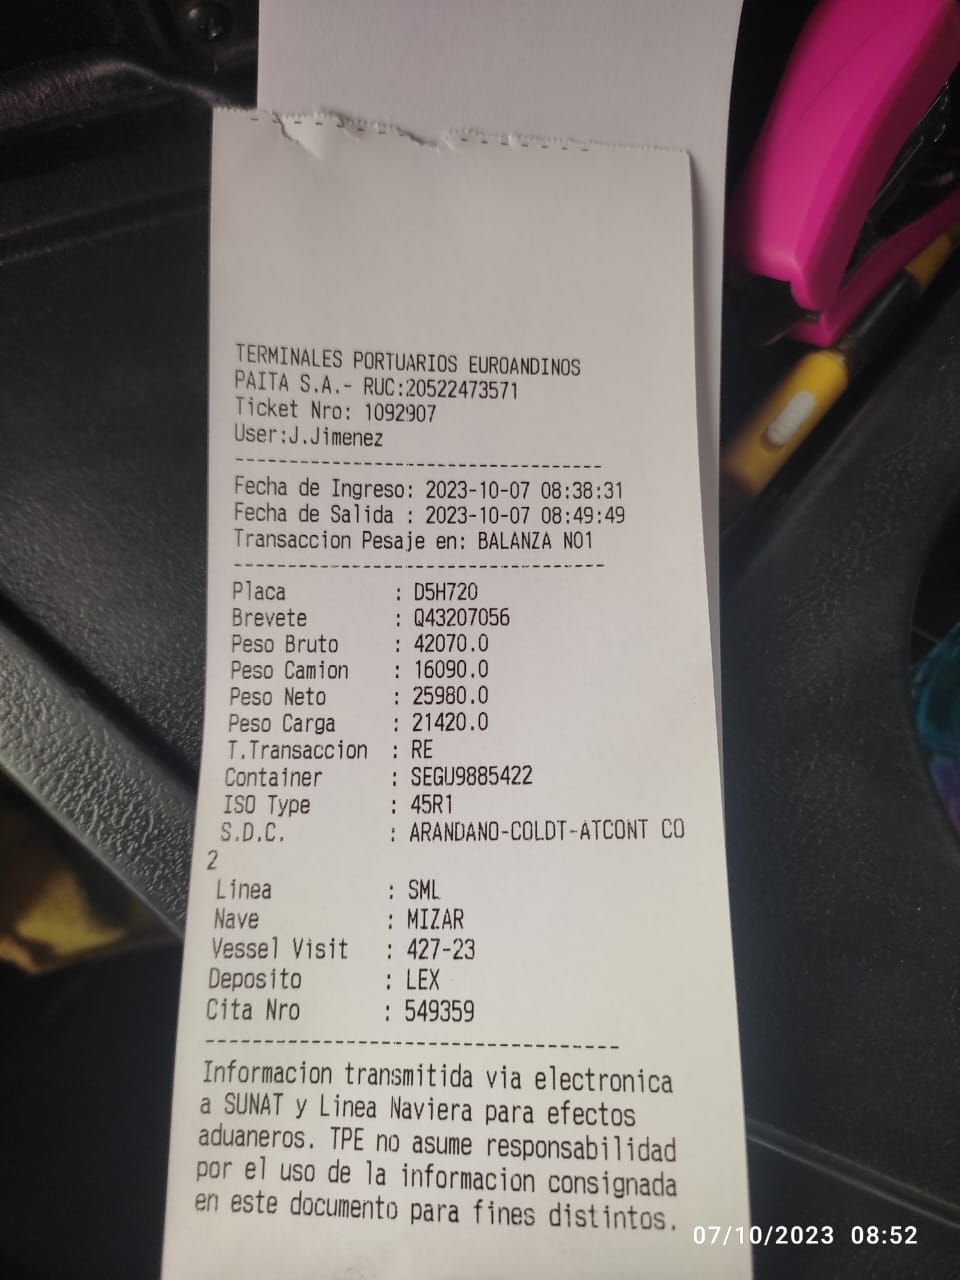 TERMINALES PORTUARIOS EUROANDINOS
PAITA S.A.- RUC:20522473571
Ticket Nro: 1092907
User:J.Jimenez
----------------------------------
Fecha de Ingreso: 2023-10-07 08:38:31
Fecha de Salida : 2023-10-07 08:49:49
Transaccion Pesaje en: BALANZA NO1
----------------------------------
Placa : D5H720
Brevete : Q43207056
Peso Bruto : 42070.0
Peso Camion : 16090.0
Peso Neto : 25980.0
Peso Carga : 21420.0
T.Transaccion : RE
Container : SEGU9885422
ISO Type : 45R1
S.D.C. : ARANDANO-COLDT-ATCONT CO
2
Linea : SML
Nave : MIZAR
Vessel Visit : 427-23
Deposito : LEX
Cita Nro : 549359
----------------------------------
Informacion transmitida via electronica
a SUNAT y Linea Naviera para efectos
aduaneros. TPE no asume responsabilidad
por el uso de la informacion consignada
en este documento para fines distintos.
07/10/2023 08:52